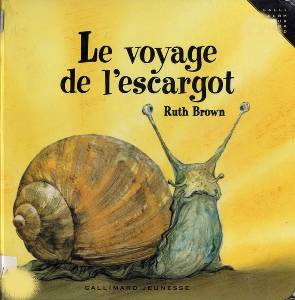 Le voyage
de l'escargot
Ruth Brown
GALLIMARD JEUNESSE